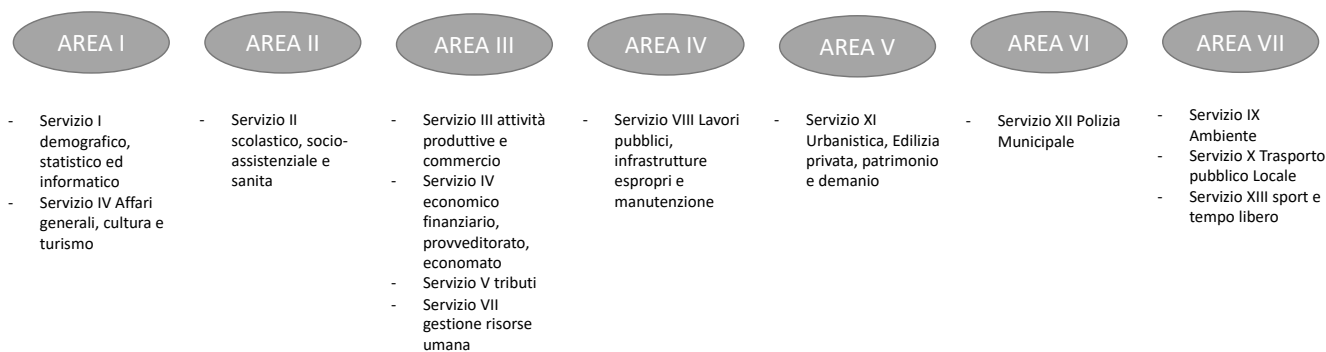 AREA I
- Servizio I
demografico,
statistico ed
informatico
- Servizio IV Affari
generali, cultura e
turismo
AREA II
- Servizio II
scolastico, socio-
assistenziale e
sanita
AREA III
- Servizio III attività
produttive e
commercio
- Servizio IV
economico
finanziario,
provveditorato,
economato
- Servizio V tributi
- Servizio VII
gestione risorse
umana
AREA IV
- Servizio VIII Lavori
pubblici,
infrastrutture
espropri e
manutenzione
AREA V
- Servizio XI
Urbanistica, Edilizia
privata, patrimonio
e demanio
AREA VI
- Servizio XII Polizia
Municipale
AREA VII
- Servizio IX
Ambiente
- Servizio X Trasporto
pubblico Locale
- Servizio XIII sport e
tempo libero